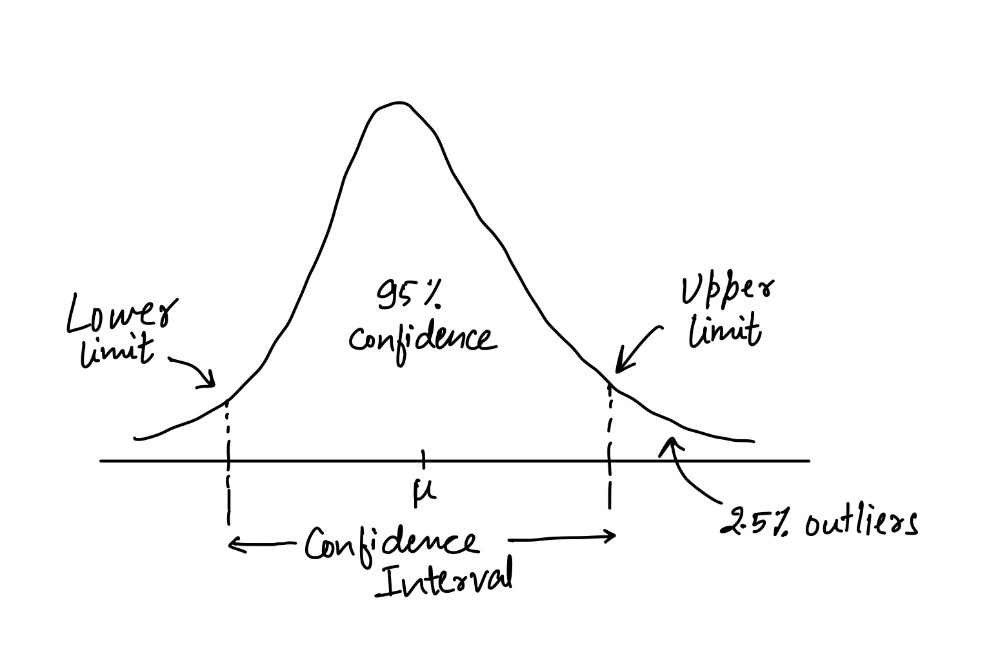 95%
Confidence
Lower
limit
Upper
limit
μ
2.5% outliers
Confidence
Interval